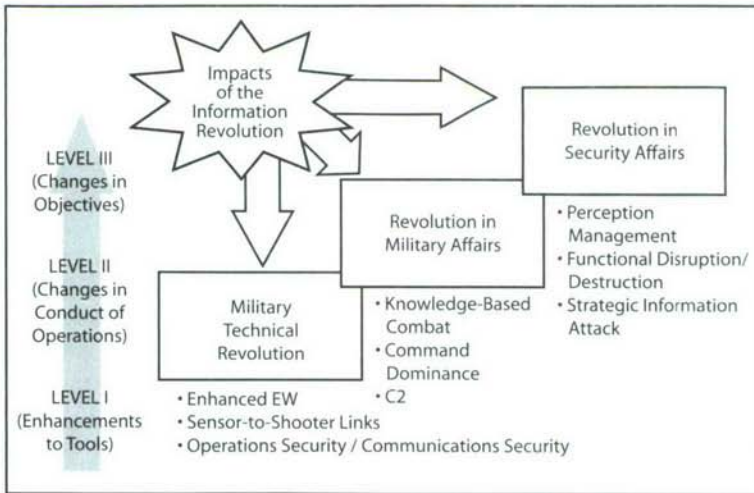 Impacts
of the
Information
Revolution
LEVEL III
(Changes in
Objectives)
LEVEL II
(Changes in
Conduct of
Operations)
LEVEL I
(Enhancements
to Tools)
Revolution in
Security Affairs
• Perception
Management
• Functional Disruption/
Destruction
• Strategic Information
Attack
Revolution in
Military Affairs
• Knowledge-Based
Combat
• Command
Dominance
• C2
Military
Technical
Revolution
• Enhanced EW
• Sensor-to-Shooter Links
• Operations Security / Communications Security